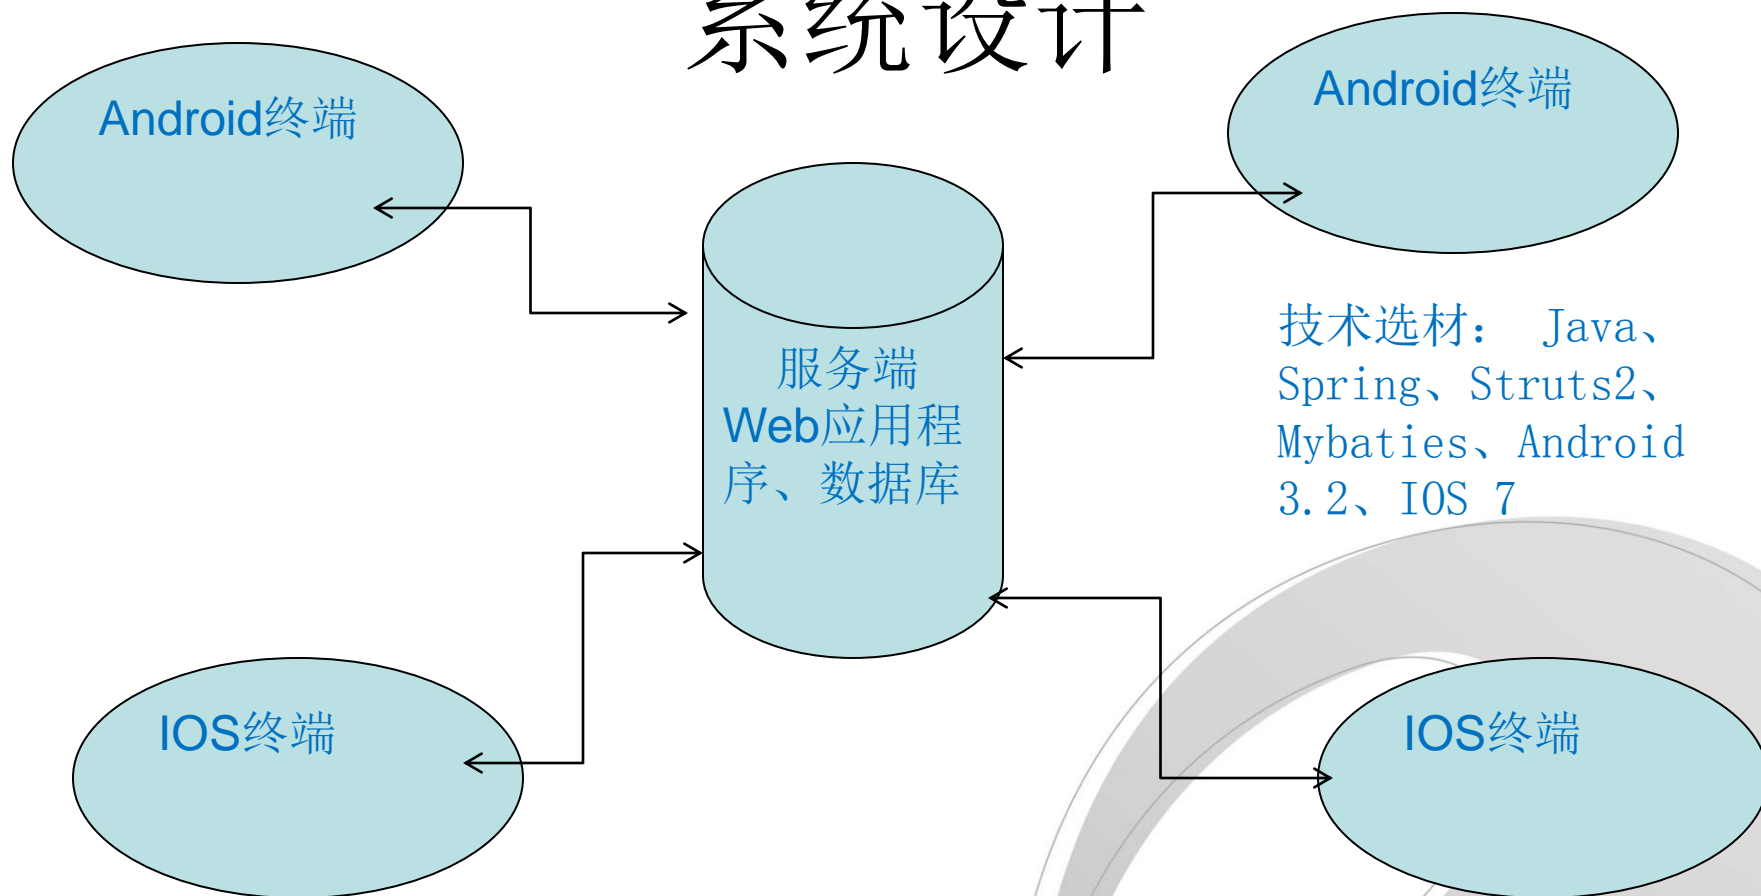 系统设计
Android终端
Android终端
服务端
Web应用程
序、数据库
技术选材： Java、
Spring、Struts2、
Mybaties、Android
3.2、IOS 7
IOS终端
IOS终端